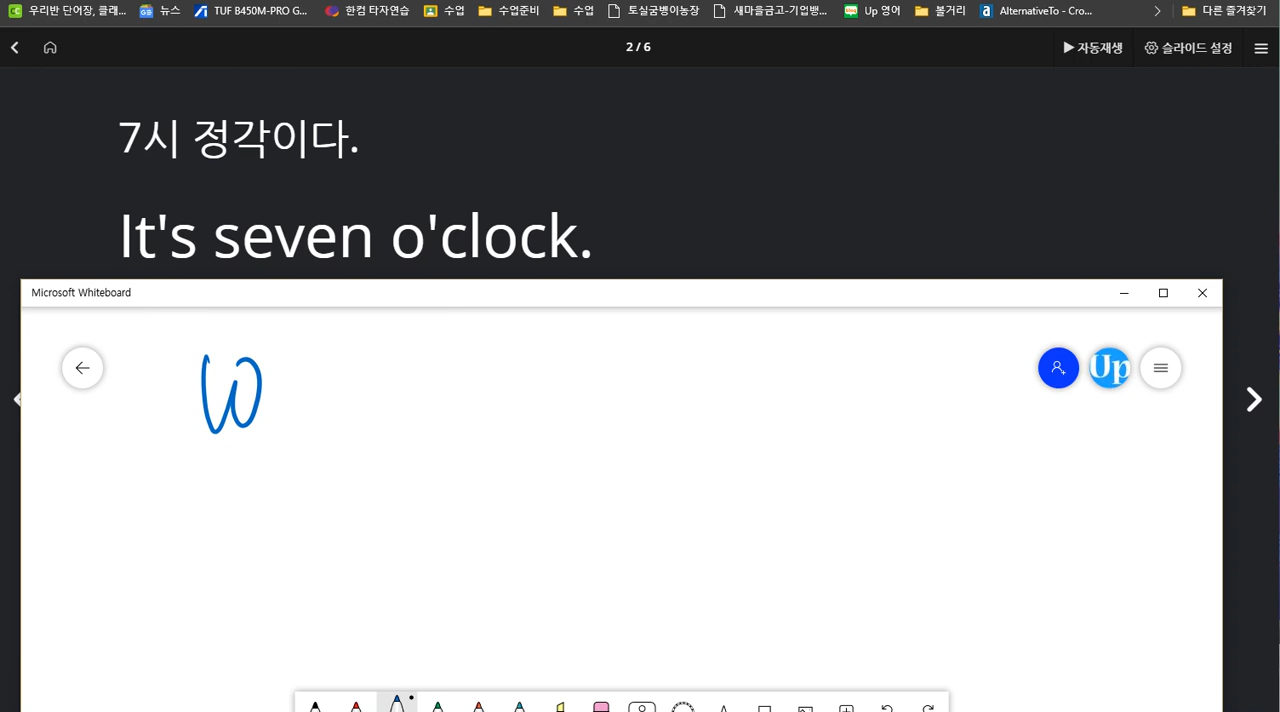 우리반 단어장, 클래... 뉴스 TUF B450M-PRO G... 한컴 타자연습 수업 수업준비 수업 토실굼벵이농장 새마을금고-기업뱅... Up 영어 볼거리 AlternativeTo - Cro... 다른 즐겨찾기
2 / 6 자동재생 슬라이드 설정
7시 정각이다.
It's seven o'clock.
Microsoft Whiteboard
W
Up